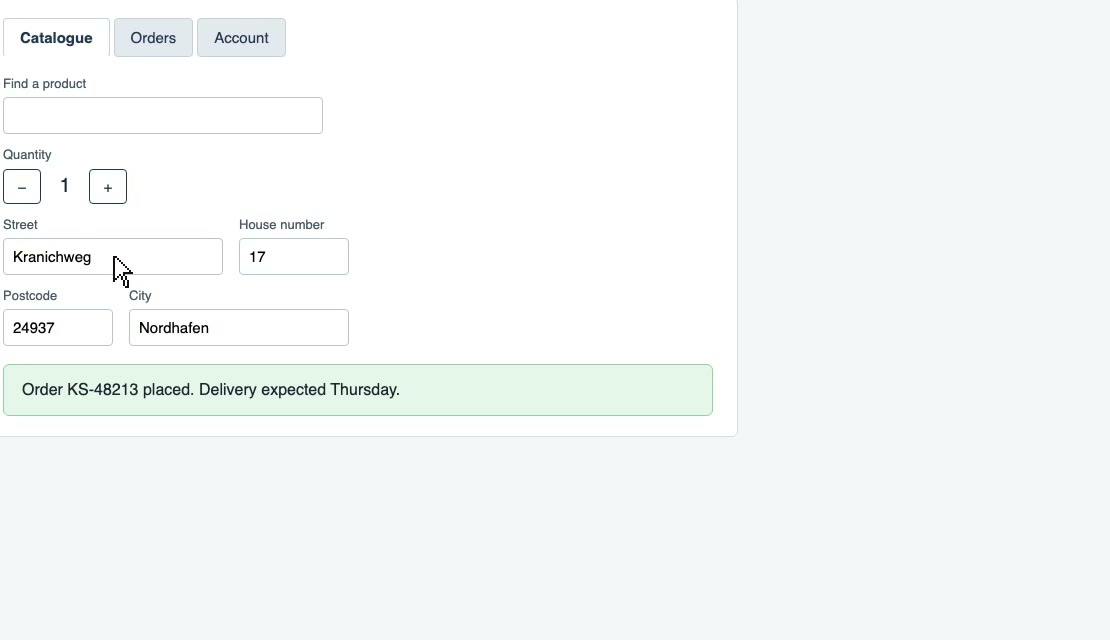 Catalogue Orders Account
Find a product
Quantity
– 1 +
Street House number
Kranichweg 17
Postcode City
24937 Nordhafen
Order KS-48213 placed. Delivery expected Thursday.